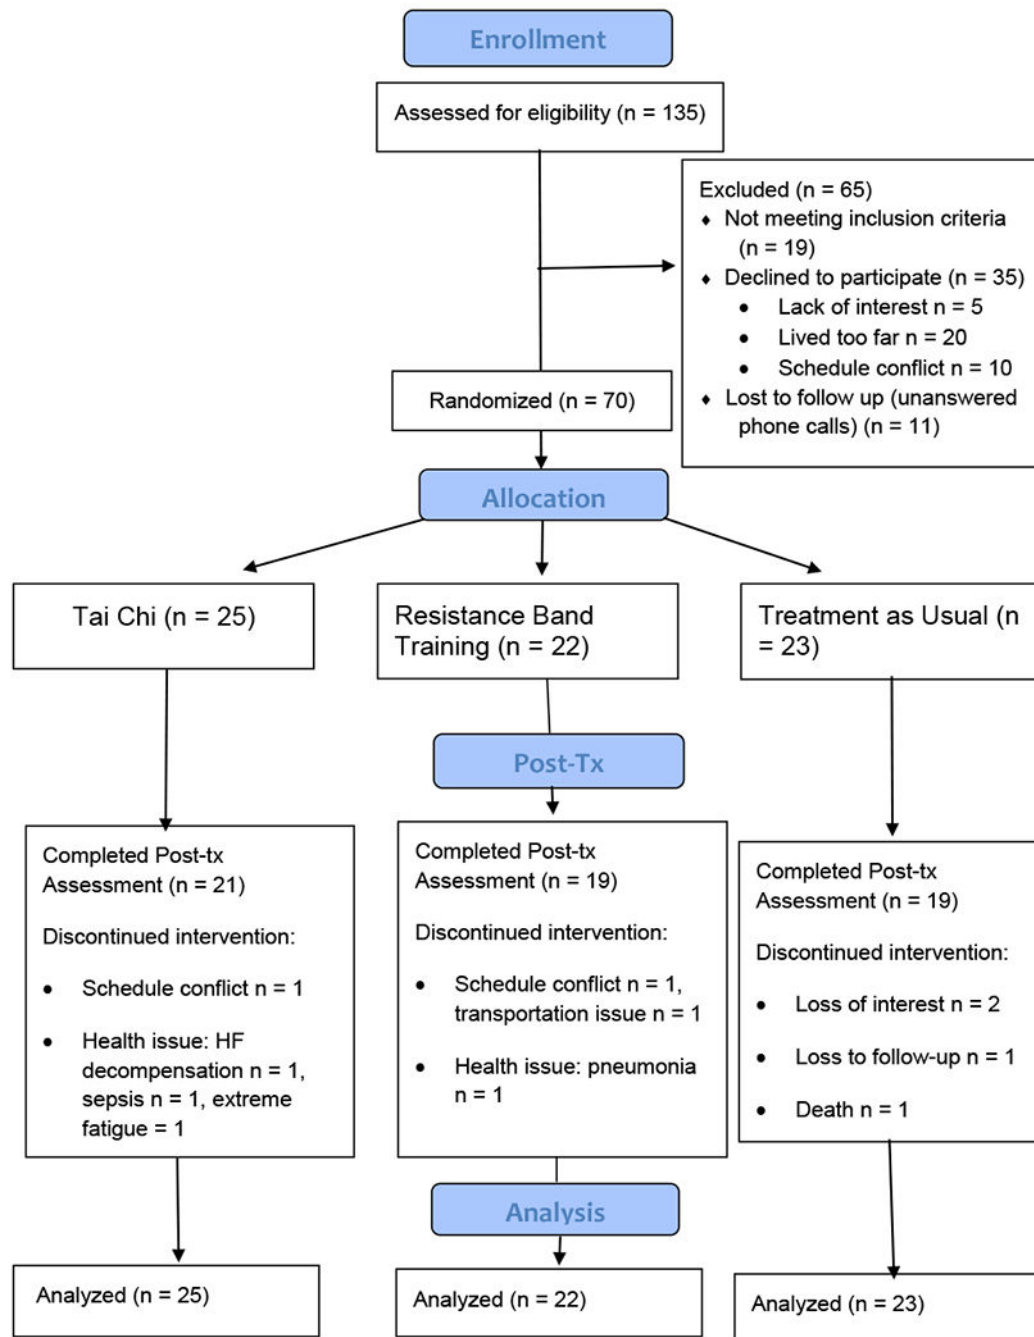 Enrollment
Assessed for eligibility (n = 135)
Excluded (n = 65)
♦ Not meeting inclusion criteria
(n = 19)
♦ Declined to participate (n = 35)
• Lack of interest n = 5
• Lived too far n = 20
• Schedule conflict n = 10
♦ Lost to follow up (unanswered
phone calls) (n = 11)
Randomized (n = 70)
Allocation
Tai Chi (n = 25)
Resistance Band
Training (n = 22)
Treatment as Usual (n
= 23)
Post-Tx
Completed Post-tx
Assessment (n = 21)
Discontinued intervention:
• Schedule conflict n = 1
• Health issue: HF
decompensation n = 1,
sepsis n = 1, extreme
fatigue = 1
Completed Post-tx
Assessment (n = 19)
Discontinued intervention:
• Schedule conflict n = 1,
transportation issue n = 1
• Health issue: pneumonia
n = 1
Completed Post-tx
Assessment (n = 19)
Discontinued intervention:
• Loss of interest n = 2
• Loss to follow-up n = 1
• Death n = 1
Analysis
Analyzed (n = 25)
Analyzed (n = 22)
Analyzed (n = 23)